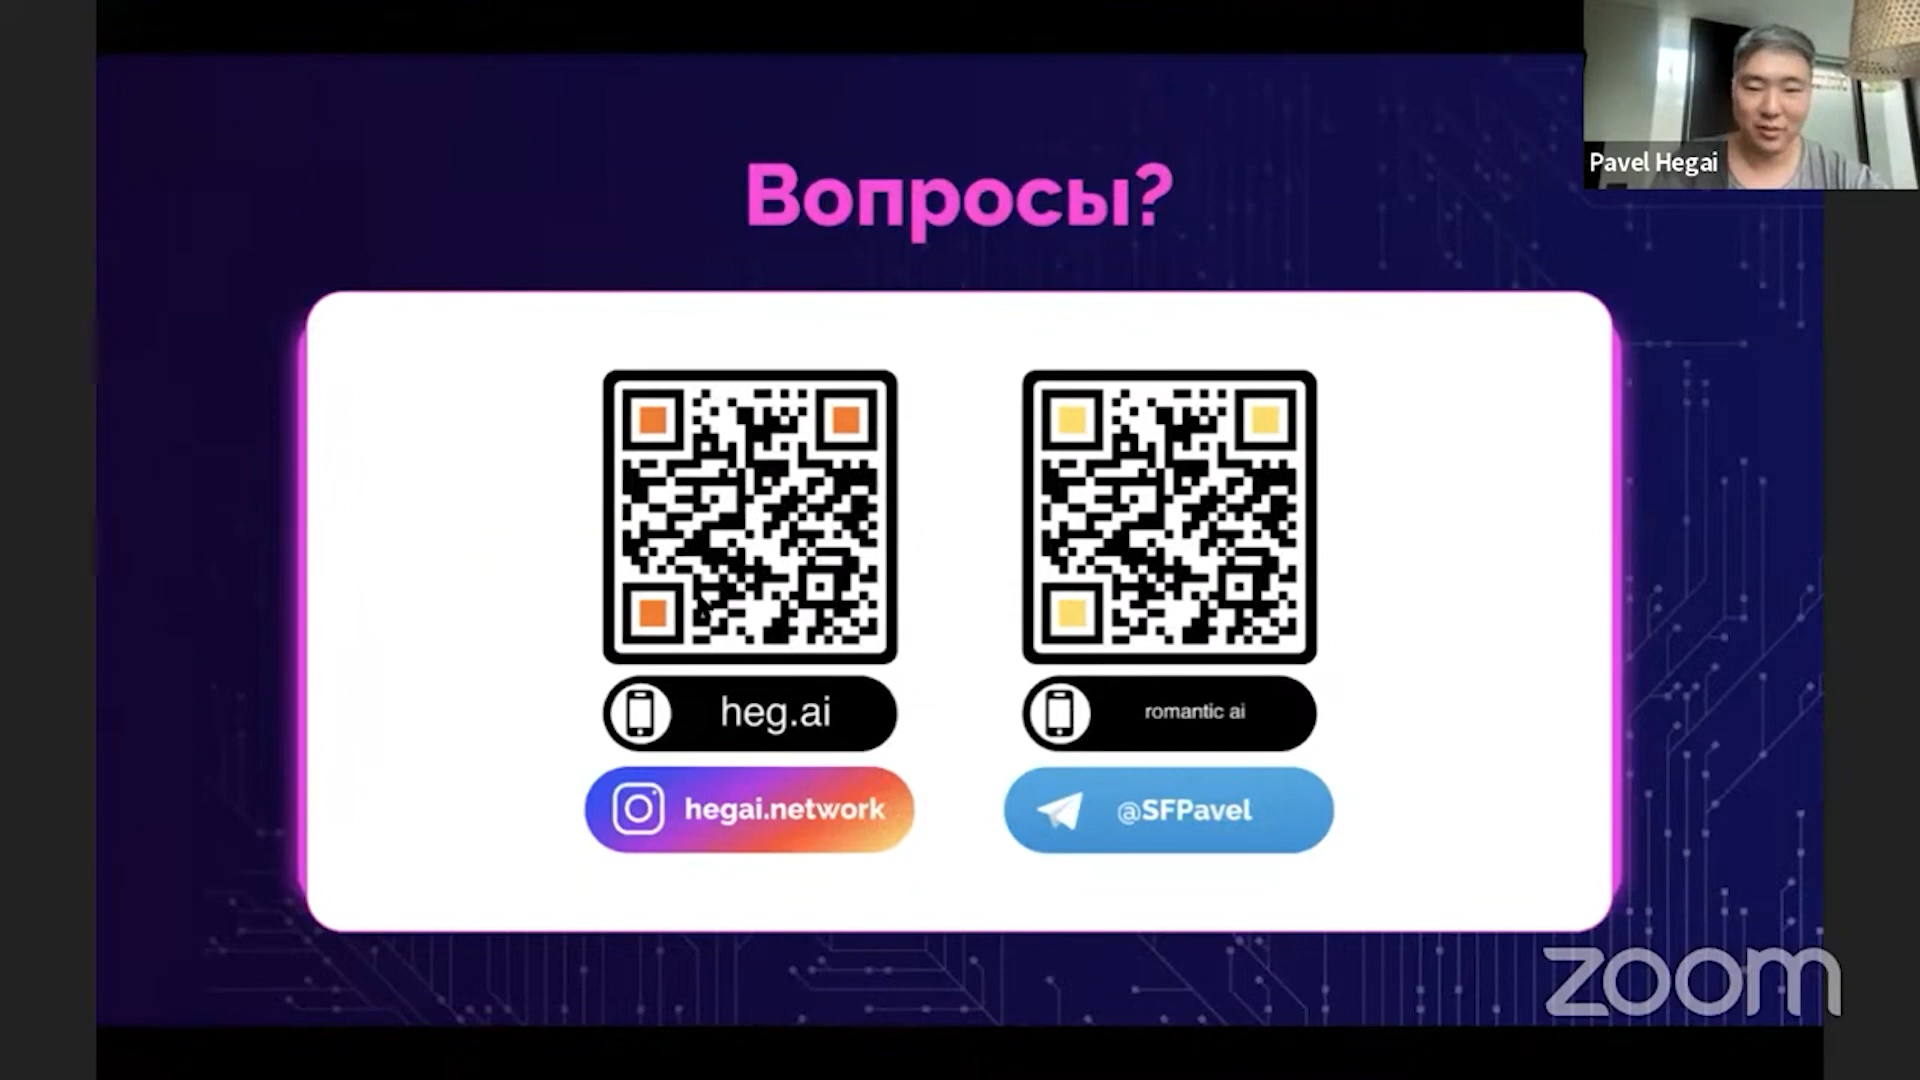 Pavel Hegai
Вопросы?
heg.ai
romantic ai
hegai.network
@SFPavel
zoom